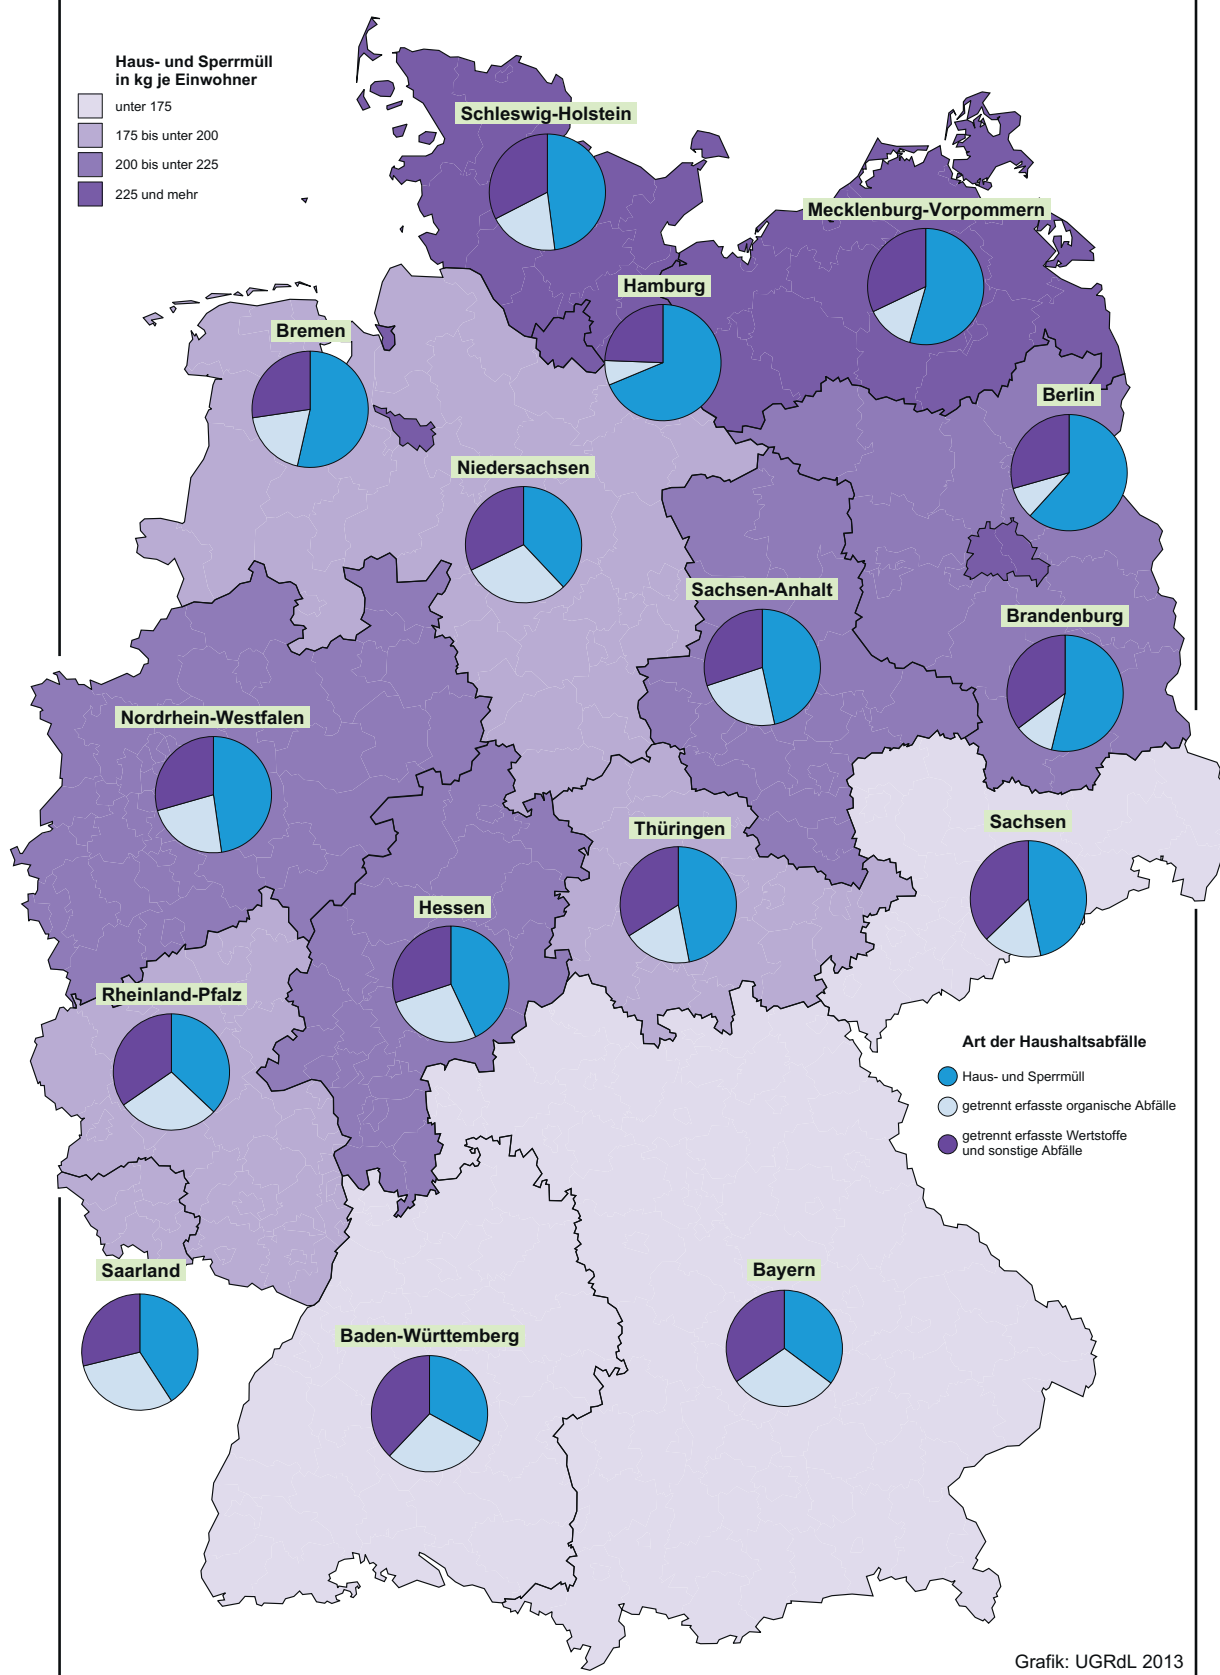 Haus- und Sperrmüll
in kg je Einwohner
unter 175
175 bis unter 200
200 bis unter 225
225 und mehr
Schleswig-Holstein
Mecklenburg-Vorpommern
Hamburg
Bremen
Berlin
Niedersachsen
Sachsen-Anhalt
Brandenburg
Nordrhein-Westfalen
Thüringen
Sachsen
Hessen
Rheinland-Pfalz
Art der Haushaltsabfälle
Haus- und Sperrmüll
getrennt erfasste organische Abfälle
getrennt erfasste Wertstoffe
und sonstige Abfälle
Saarland
Bayern
Baden-Württemberg
Grafik: UGRdL 2013